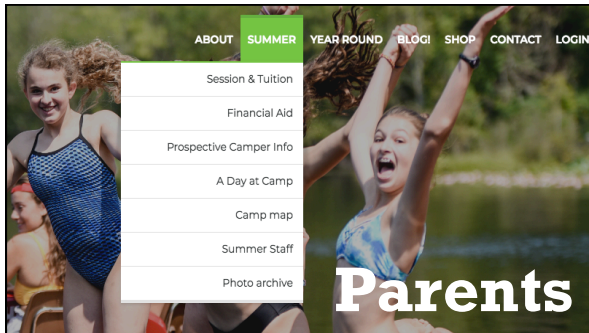 ABOUT SUMMER YEAR ROUND BLOG! SHOP CONTACT LOGIN
Session & Tuition
Financial Aid
Prospective Camper Info
A Day at Camp
Camp map
Summer Staff
Photo archive
Parents